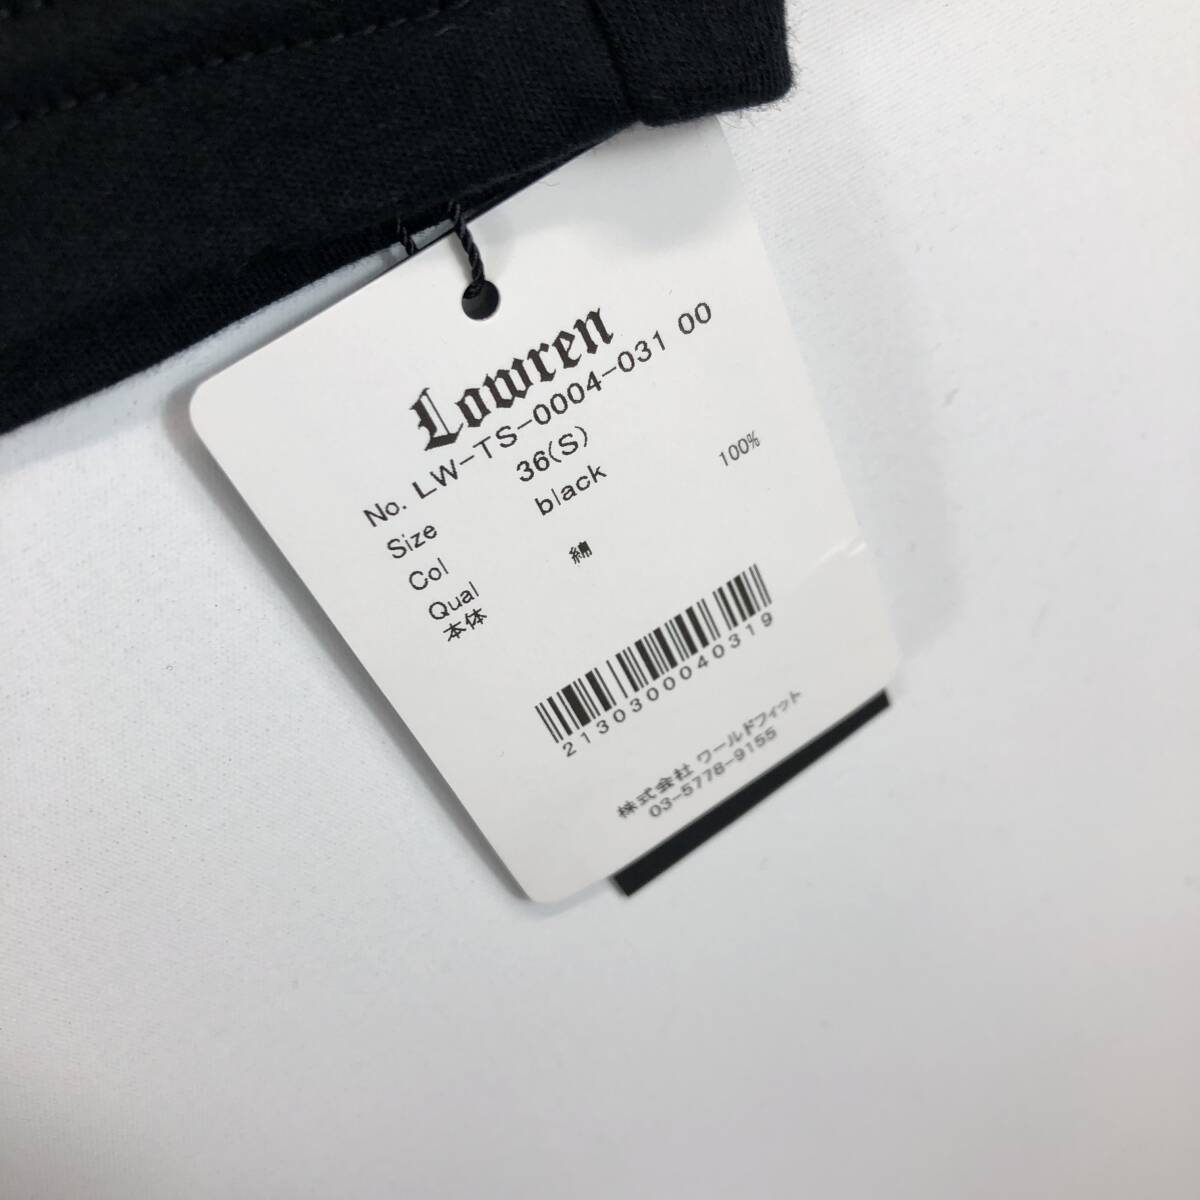 Lowren
No. LW-TS-0004-031 00
Size 36(S)
Col black
Qual
本体 綿 100%
2130300040319
株式会社 ワールドフィット
03-5778-9155